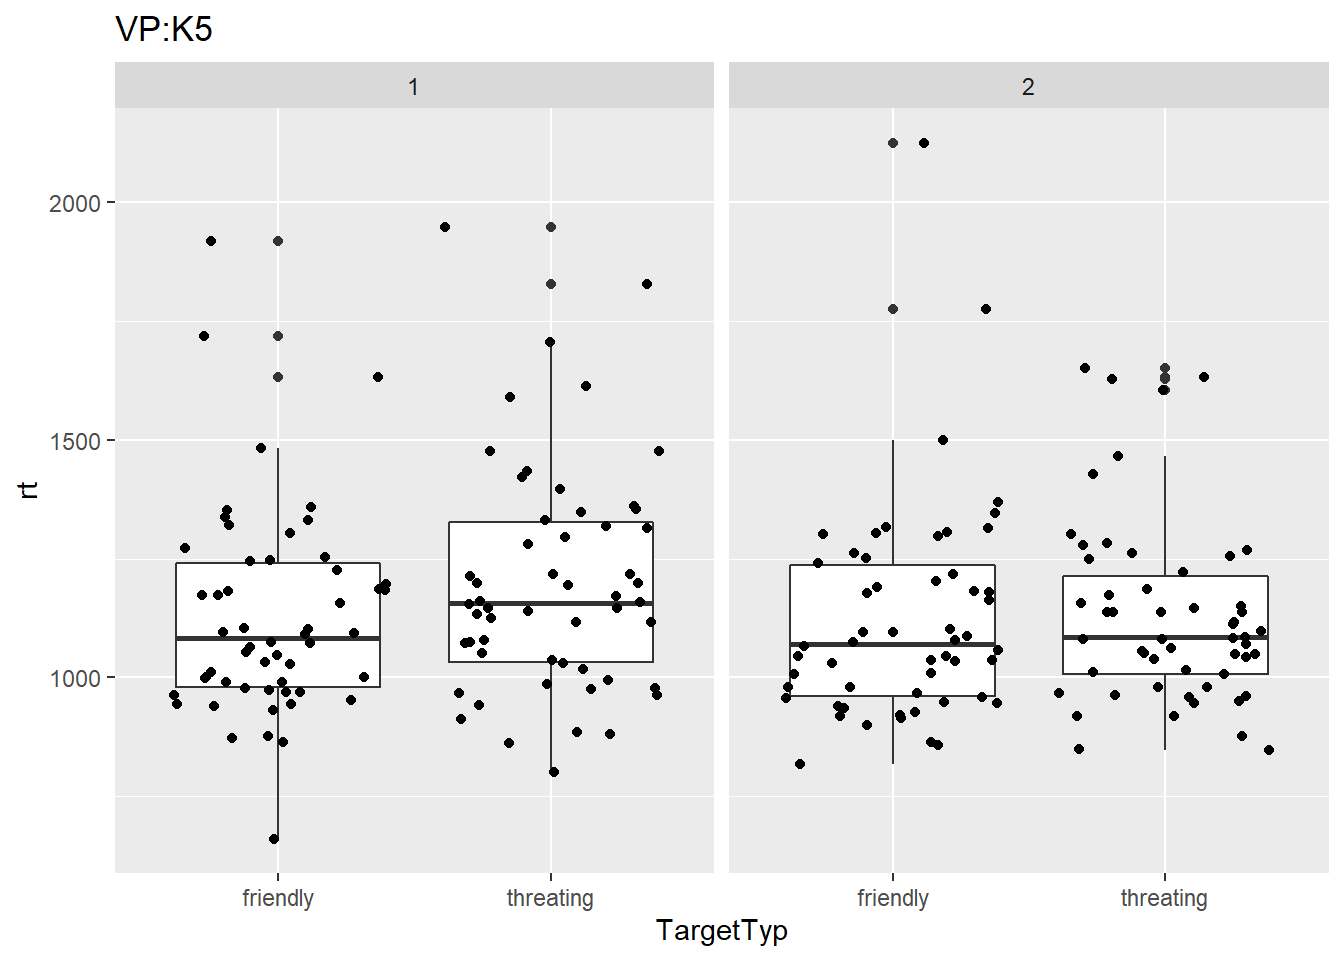 VP:K5
1
2
rt
2000
1500
1000
friendly
threating
friendly
threating
TargetTyp